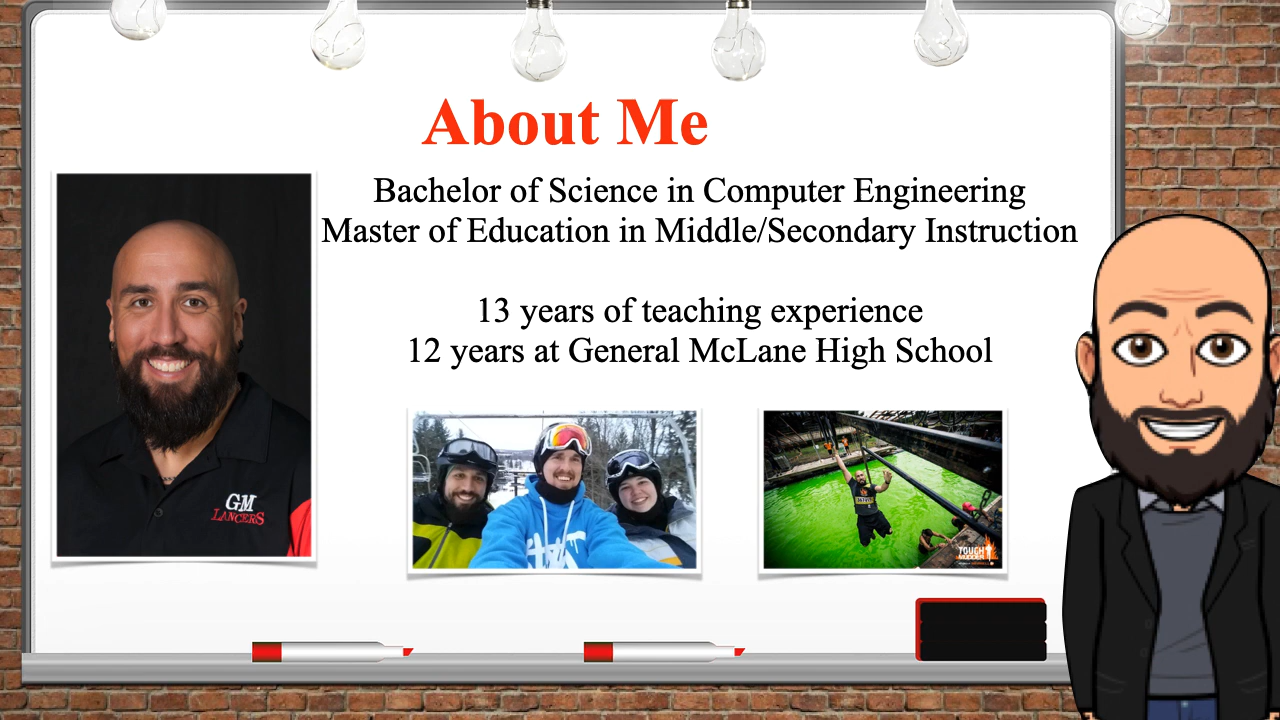 About Me
Bachelor of Science in Computer Engineering
Master of Education in Middle/Secondary Instruction
13 years of teaching experience
12 years at General McLane High School
GM
LANCERS
TOUGH
MUDDER